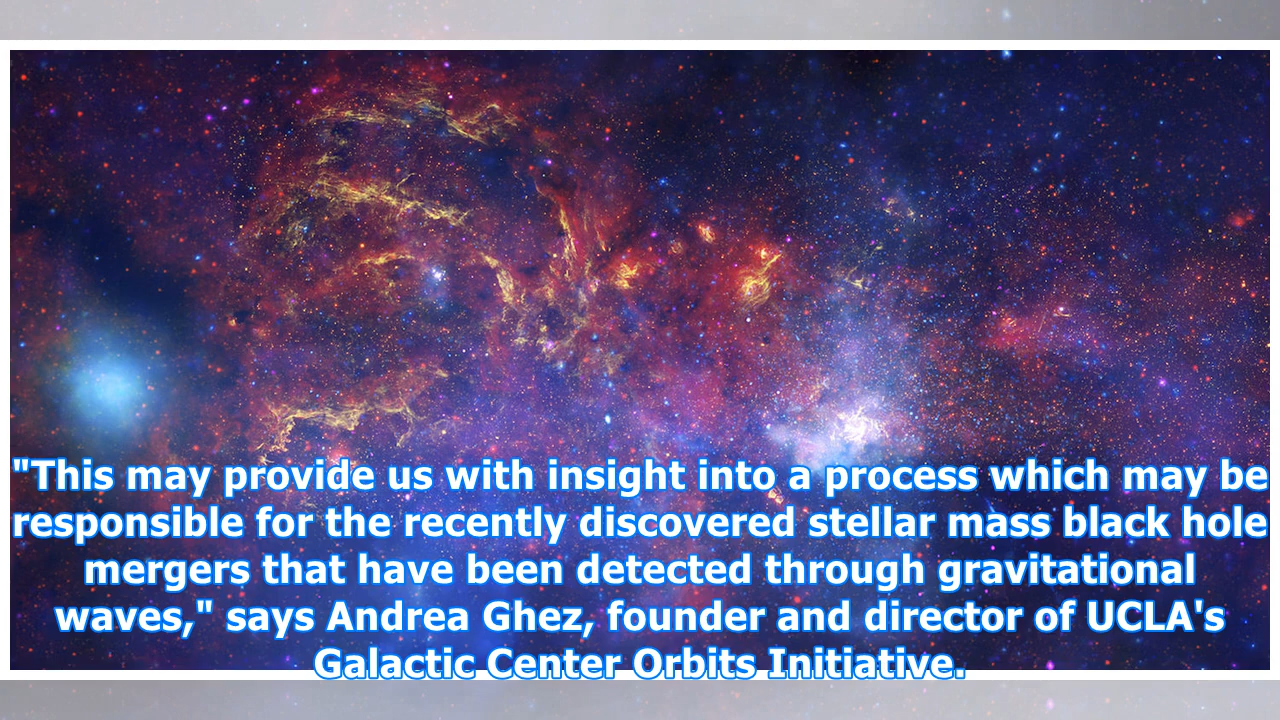 "This may provide us with insight into a process which may be
responsible for the recently discovered stellar mass black hole
mergers that have been detected through gravitational
waves," says Andrea Ghez, founder and director of UCLA's
Galactic Center Orbits Initiative.